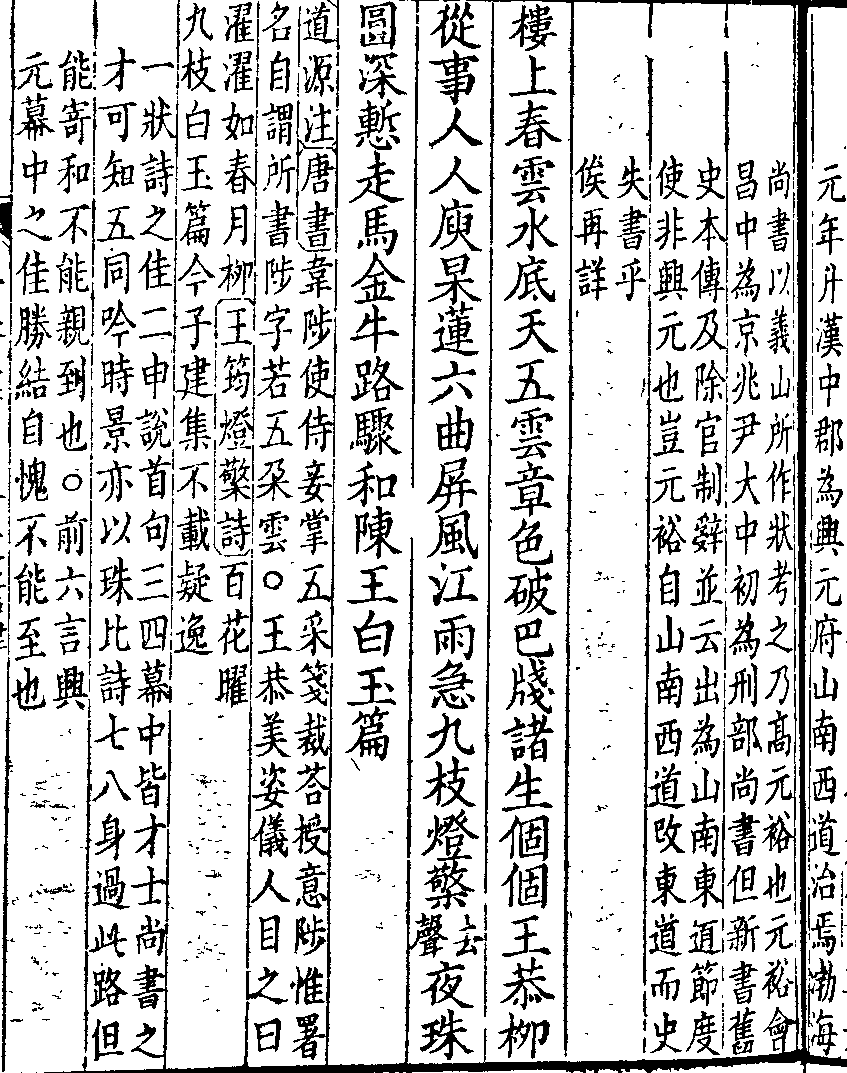 元年升漢中郡為興元府山南西道治焉渤海
尚書以義山所作狀考之乃高元裕也元裕會
昌中為京兆尹大中初為刑部尚書但新書舊
史本傳及除官制辭並云出為山南東道節度
使非興元也豈元裕自山南西道改東道而史
失書乎
俟再詳
樓上春雲水底天五雲章色破巴牋諸生個個王恭栁
從事人人庾杲蓮六曲屏風江雨急九枝燈檠去聲夜珠
圓深慙走馬金牛路驟和陳王白玉篇
道源注唐書韋陟使侍妾掌五采箋裁荅授意陟惟署
名自謂所書陟字若五朶雲○王恭美姿儀人目之曰
濯濯如春月栁王筠燈檠詩百花曜
九枝白玉篇今子建集不載疑逸
一狀詩之佳二申說首句三四幕中皆才士尚書之
才可知五同吟時景亦以珠比詩七八身過此路但
能寄和不能親到也○前六言興
元幕中之佳勝結自愧不能至也